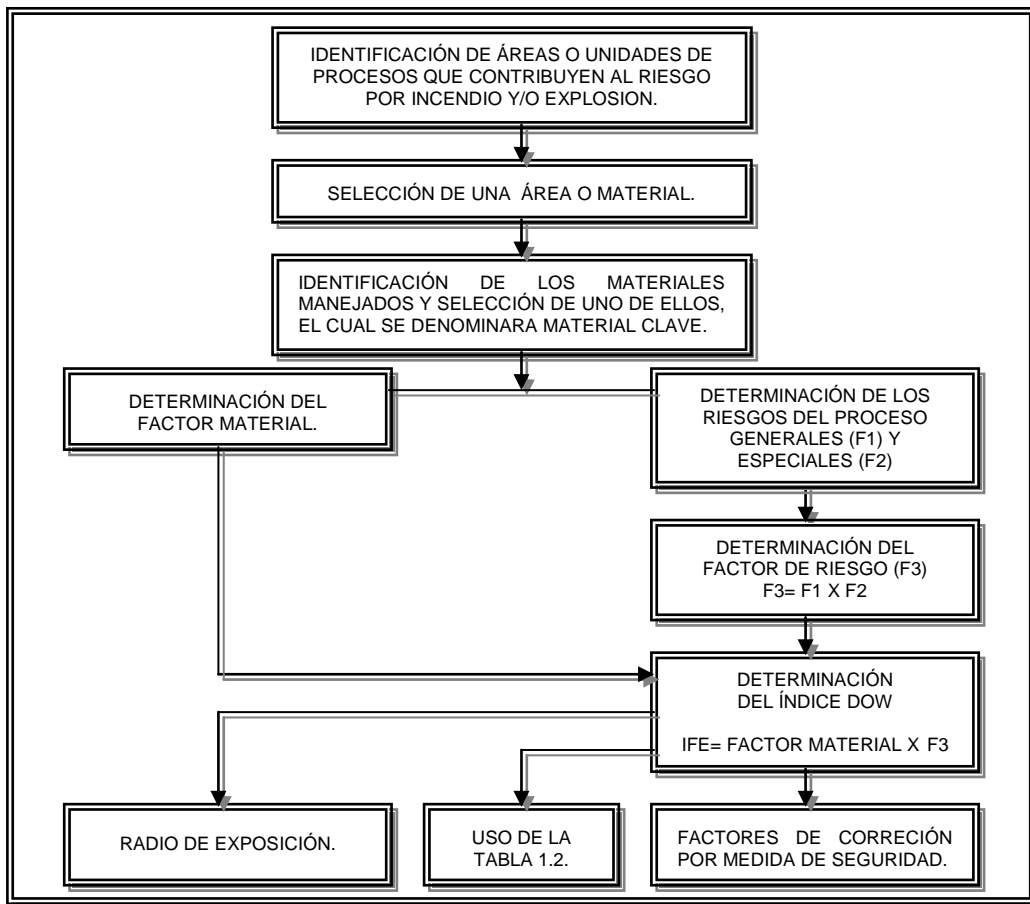 IDENTIFICACIÓN DE ÁREAS O UNIDADES DE
PROCESOS QUE CONTRIBUYEN AL RIESGO
POR INCENDIO Y/O EXPLOSION.
SELECCIÓN DE UNA ÁREA O MATERIAL.
IDENTIFICACIÓN DE LOS MATERIALES
MANEJADOS Y SELECCIÓN DE UNO DE ELLOS,
EL CUAL SE DENOMINARA MATERIAL CLAVE.
DETERMINACIÓN DEL
FACTOR MATERIAL.
DETERMINACIÓN DE LOS
RIESGOS DEL PROCESO
GENERALES (F1) Y
ESPECIALES (F2)
DETERMINACIÓN DEL
FACTOR DE RIESGO (F3)
F3= F1 X F2
DETERMINACIÓN
DEL ÍNDICE DOW
IFE= FACTOR MATERIAL X F3
RADIO DE EXPOSICIÓN.
USO DE LA
TABLA 1.2.
FACTORES DE CORRECIÓN
POR MEDIDA DE SEGURIDAD.